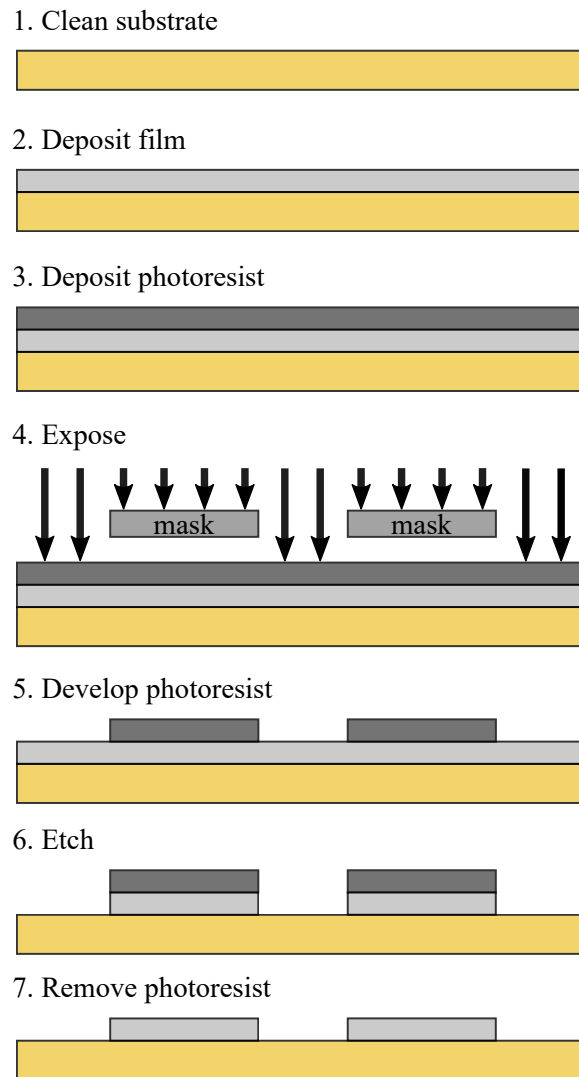 1. Clean substrate
2. Deposit film
3. Deposit photoresist
4. Expose
mask mask
5. Develop photoresist
6. Etch
7. Remove photoresist